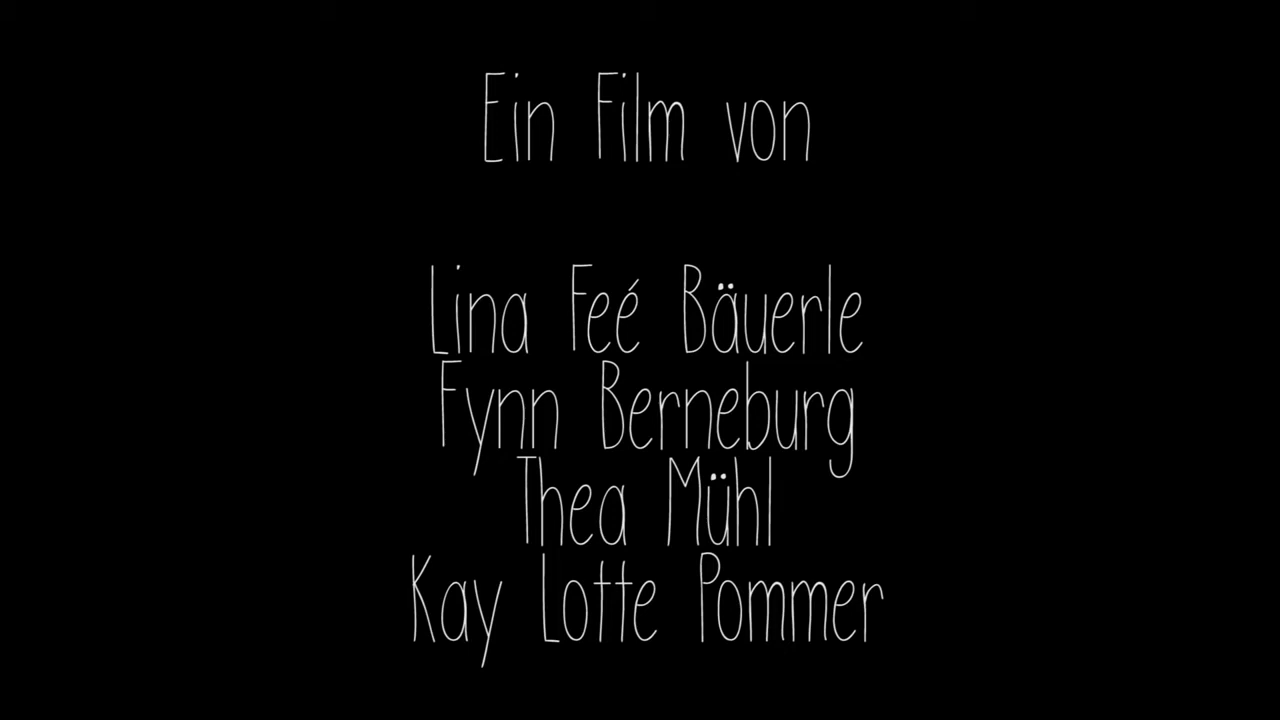 Ein Film von
Lina Feé Bäuerle
Fynn Berneburg
Thea Mühl
Kay Lotte Pommer